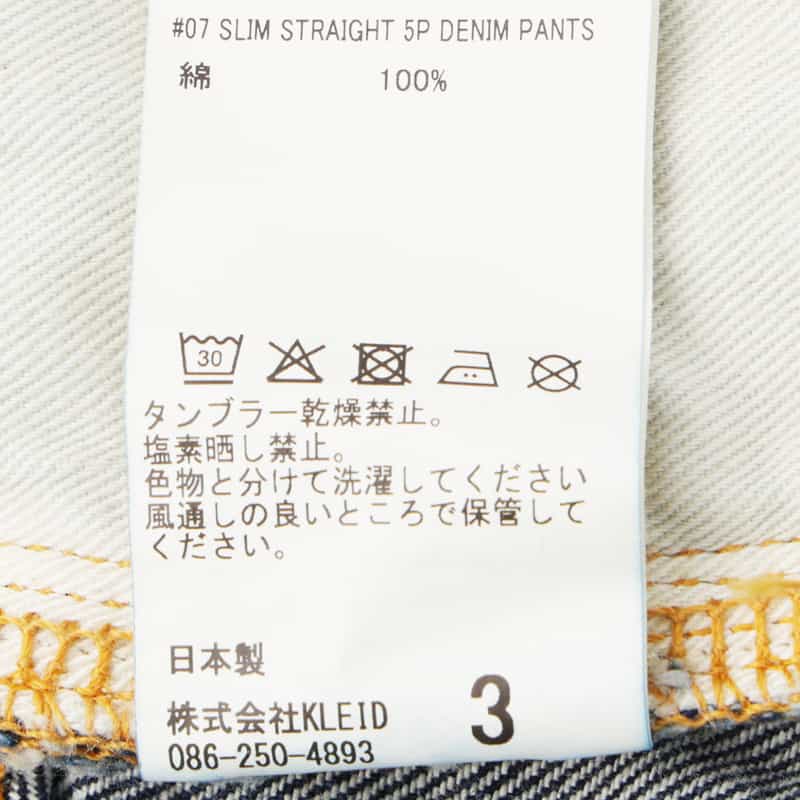 #07 SLIM STRAIGHT 5P DENIM PANTS
綿 100%
30
タンブラー乾燥禁止。
塩素晒し禁止。
色物と分けて洗濯してください
風通しの良いところで保管して
ください。
日本製
株式会社KLEID
086-250-4893
3